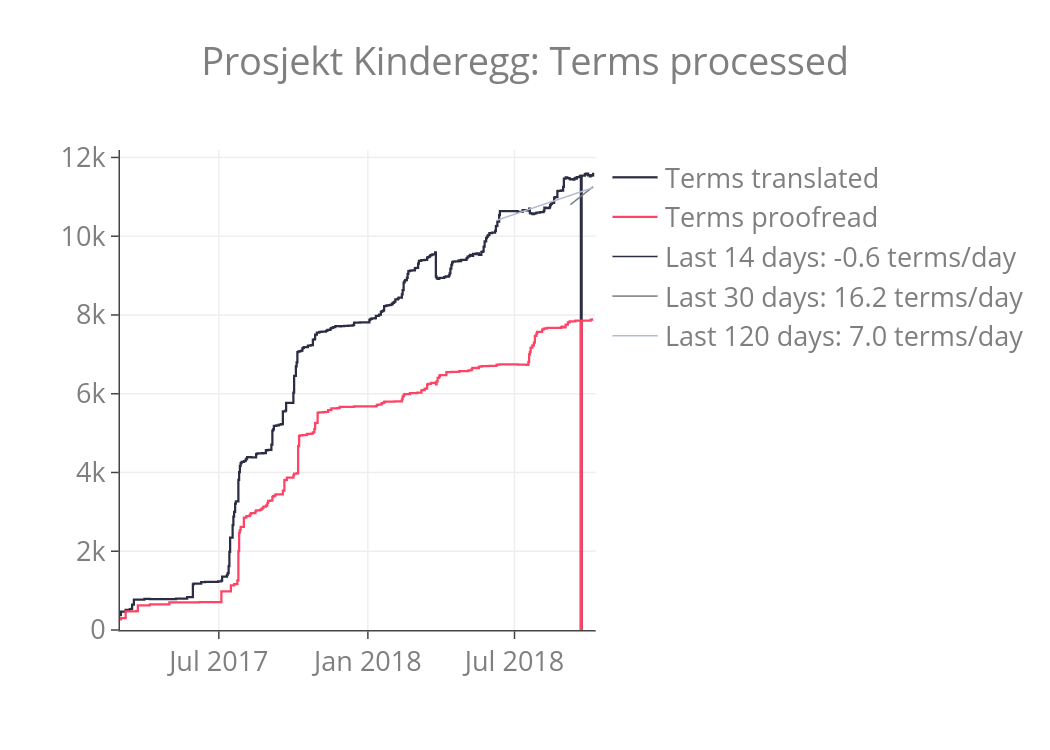 Prosjekt Kinderegg: Terms processed
12k
10k
8k
6k
4k
2k
0
Jul 2017
Jan 2018
Jul 2018
Terms translated
Terms proofread
Last 14 days: -0.6 terms/day
Last 30 days: 16.2 terms/day
Last 120 days: 7.0 terms/day